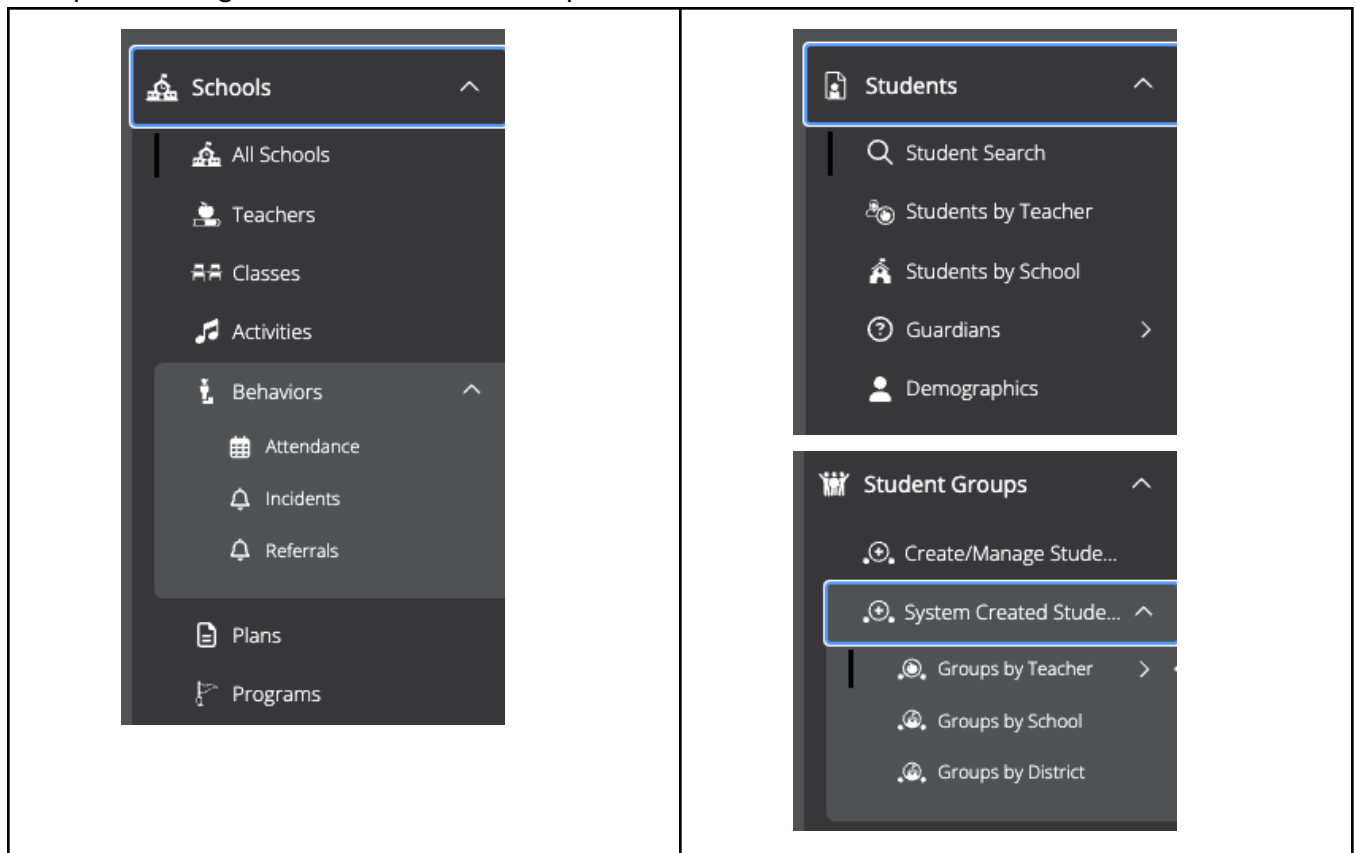 Schools
All Schools
Teachers
Classes
Activities
Behaviors
Attendance
Incidents
Referrals
Plans
Programs
Students
Student Search
Students by Teacher
Students by School
Guardians
Demographics
Student Groups
Create/Manage Stude...
System Created Stude...
Groups by Teacher
Groups by School
Groups by District